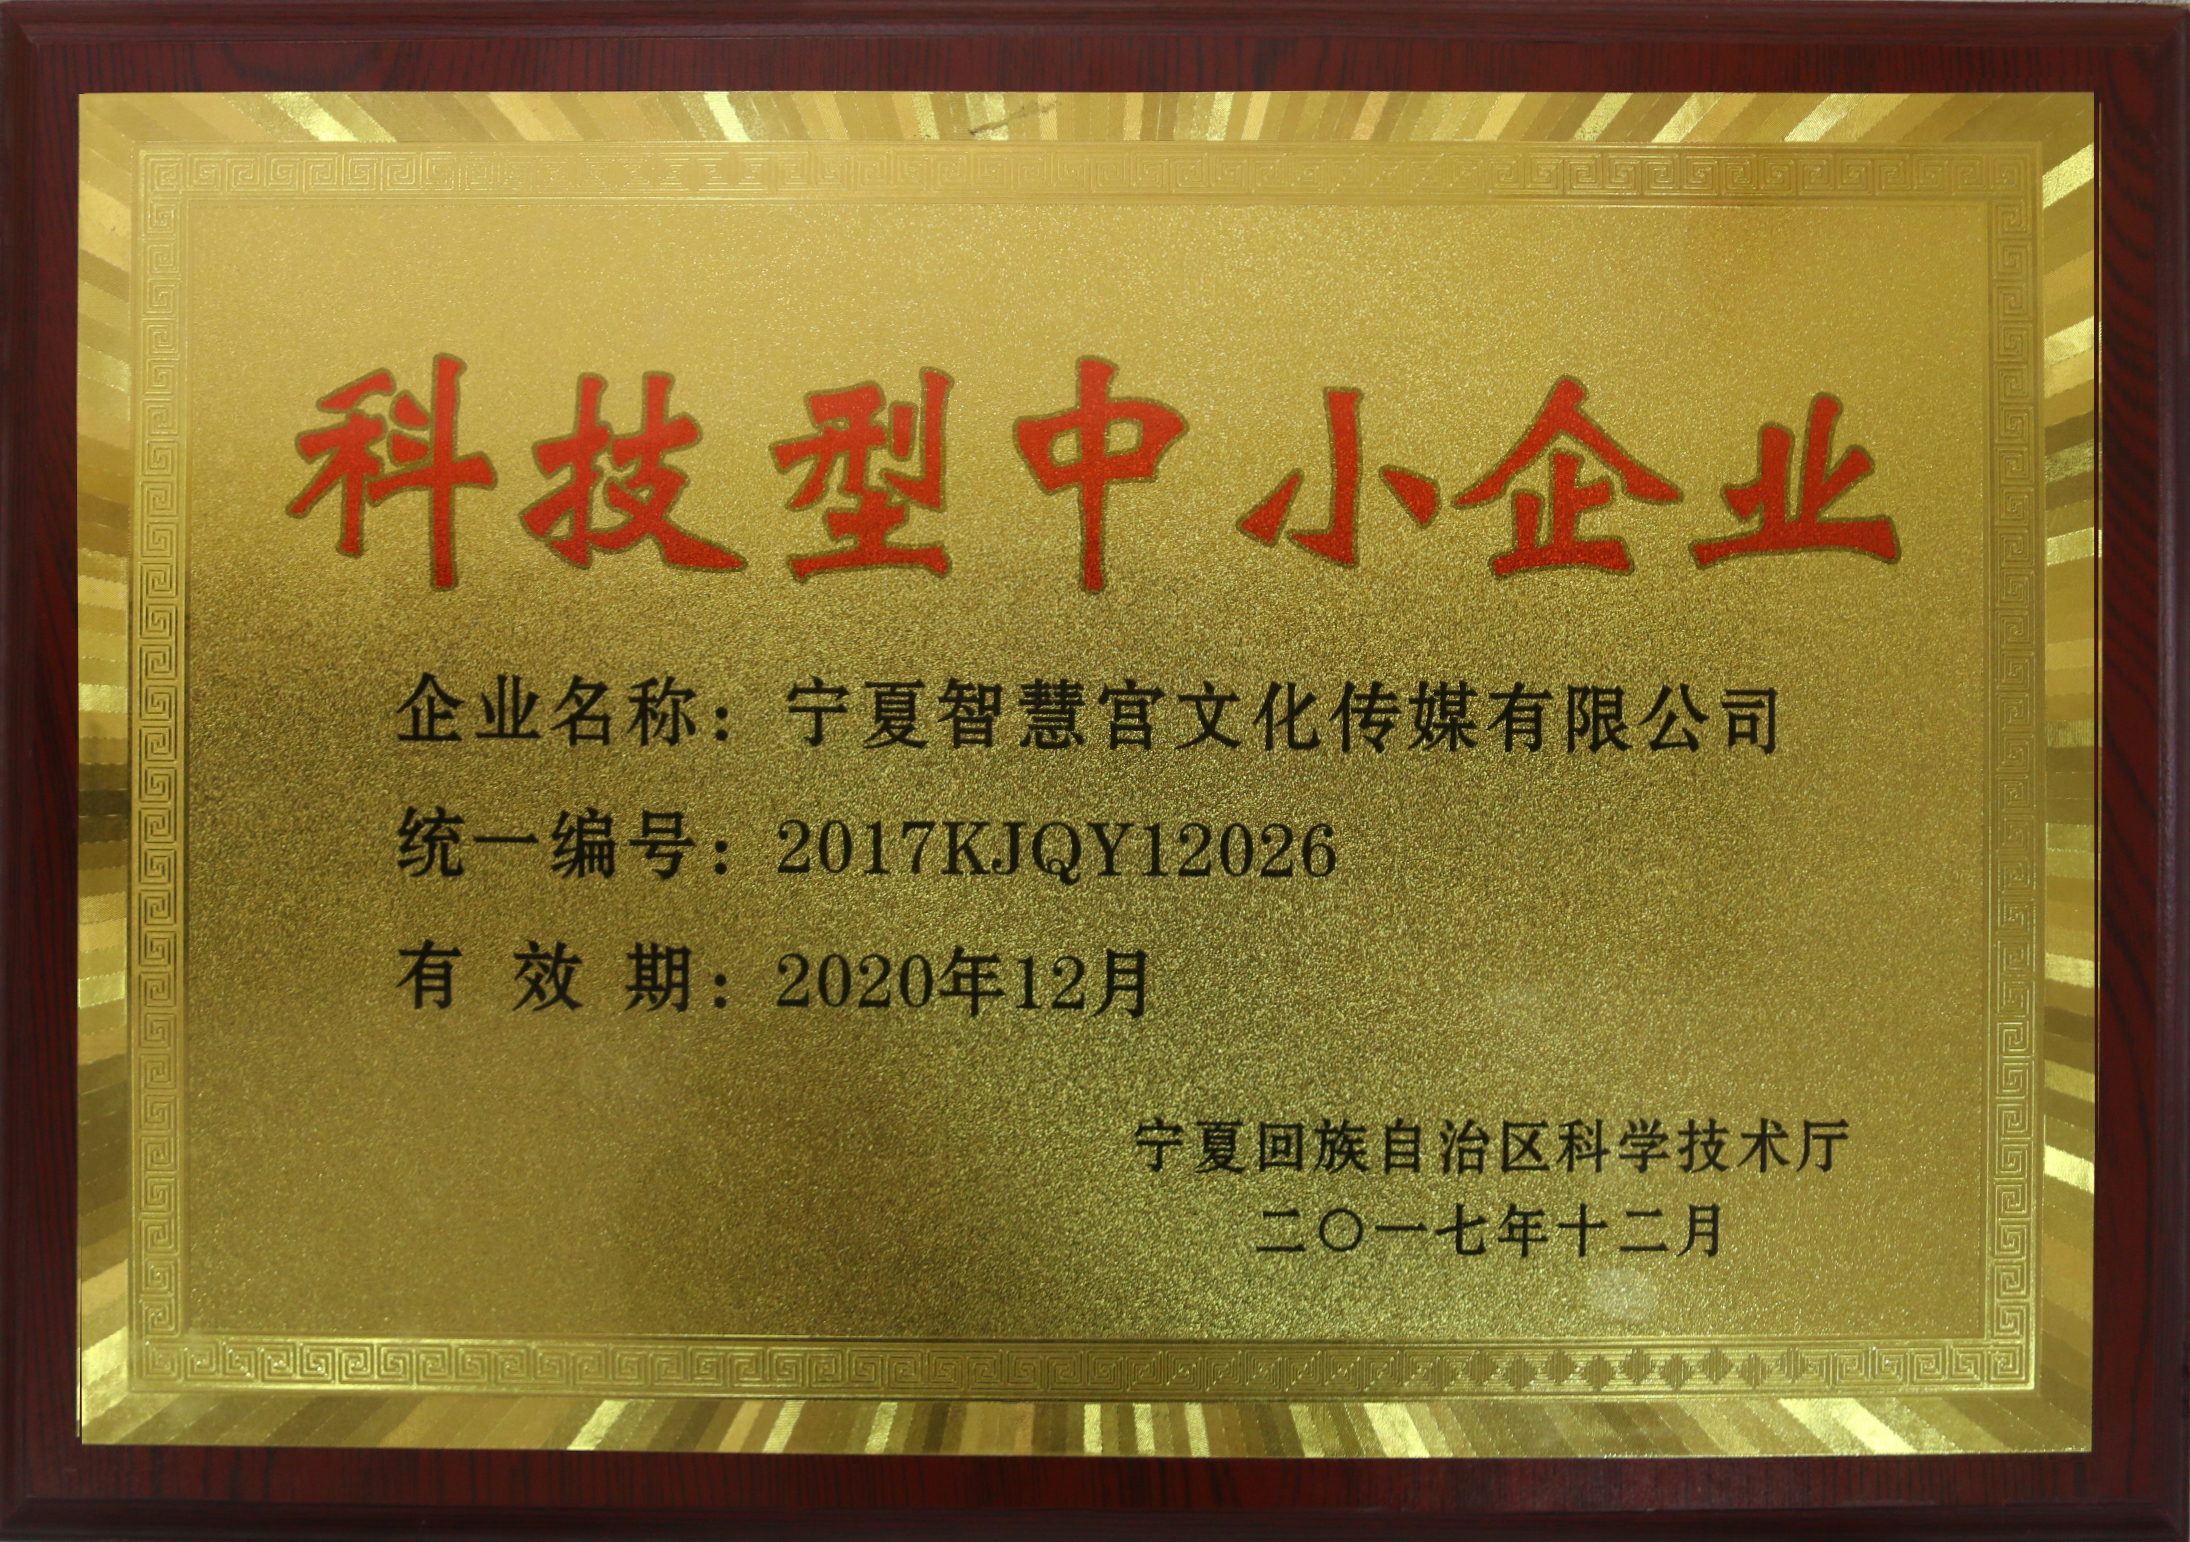 科技型中小企业
企业名称：宁夏智慧宫文化传媒有限公司
统一编号：2017KJQY12026
有效期：2020年12月
宁夏回族自治区科学技术厅
二〇一七年十二月